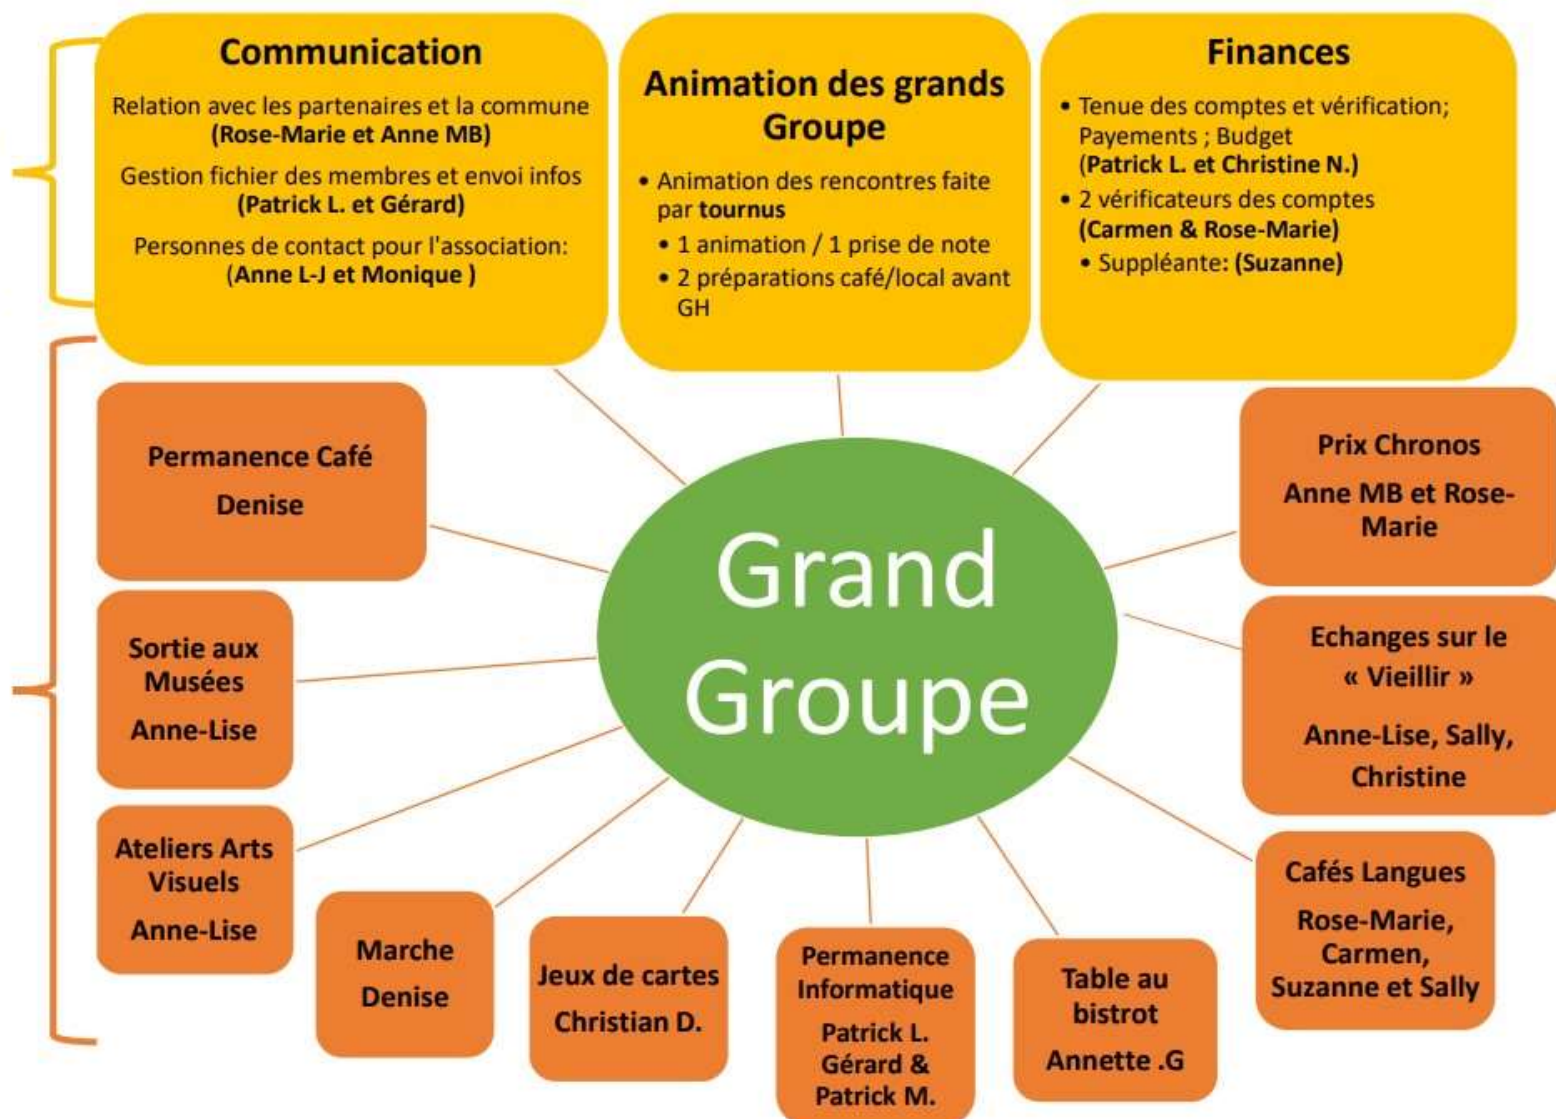 Communication
Relation avec les partenaires et la commune
(Rose-Marie et Anne MB)
Gestion fichier des membres et envoi infos
(Patrick L. et Gérard)
Personnes de contact pour l'association:
(Anne L-J et Monique )
Animation des grands
Groupe
• Animation des rencontres faite
par tournus
• 1 animation / 1 prise de note
• 2 préparations café/local avant
GH
Finances
• Tenue des comptes et vérification;
Payements ; Budget
(Patrick L. et Christine N.)
• 2 vérificateurs des comptes
(Carmen & Rose-Marie)
• Suppléante: (Suzanne)
Permanence Café
Denise
Sortie aux
Musées
Anne-Lise
Ateliers Arts
Visuels
Anne-Lise
Marche
Denise
Jeux de cartes
Christian D.
Permanence
Informatique
Patrick L.
Gérard &
Patrick M.
Table au
bistrot
Annette .G
Cafés Langues
Rose-Marie,
Carmen,
Suzanne et Sally
Echanges sur le
« Vieillir »
Anne-Lise, Sally,
Christine
Prix Chronos
Anne MB et Rose-
Marie
Grand
Groupe